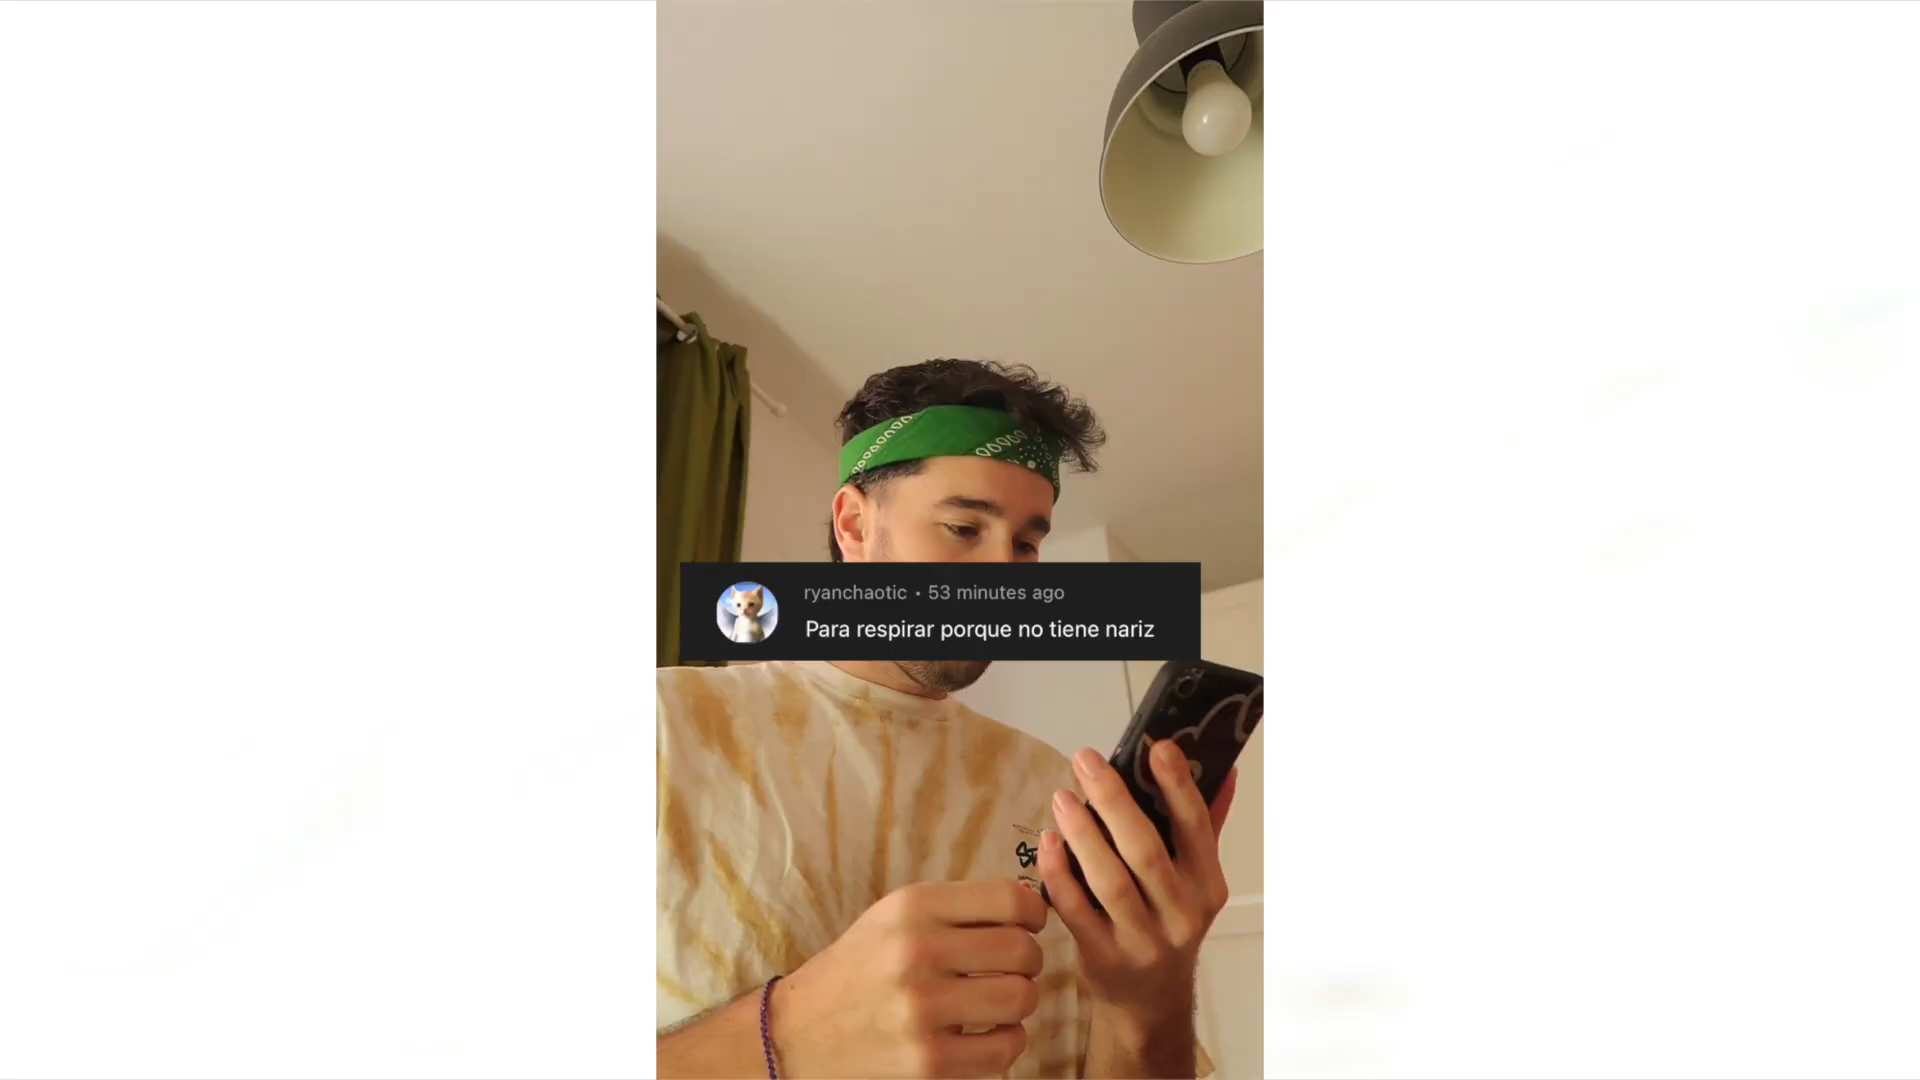 ryanchaotic • 53 minutes ago
Para respirar porque no tiene nariz